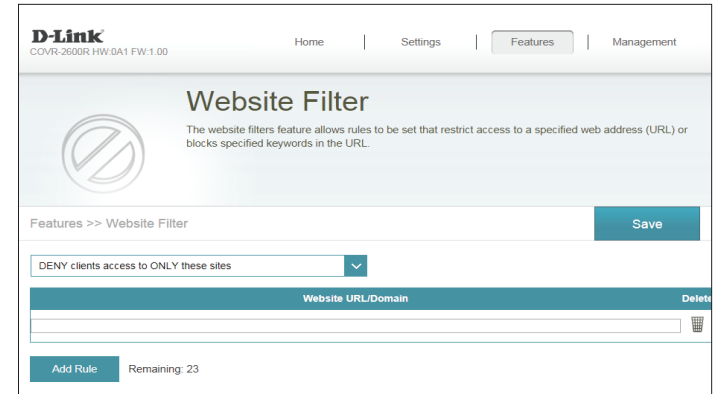 D-Link
COVR-2600R HW:0A1 FW:1.00
Home | Settings | Features | Management
Website Filter
The website filters feature allows rules to be set that restrict access to a specified web address (URL) or
blocks specified keywords in the URL.
Features >> Website Filter
Save
DENY clients access to ONLY these sites
Website URL/Domain
Delete
Add Rule
Remaining: 23